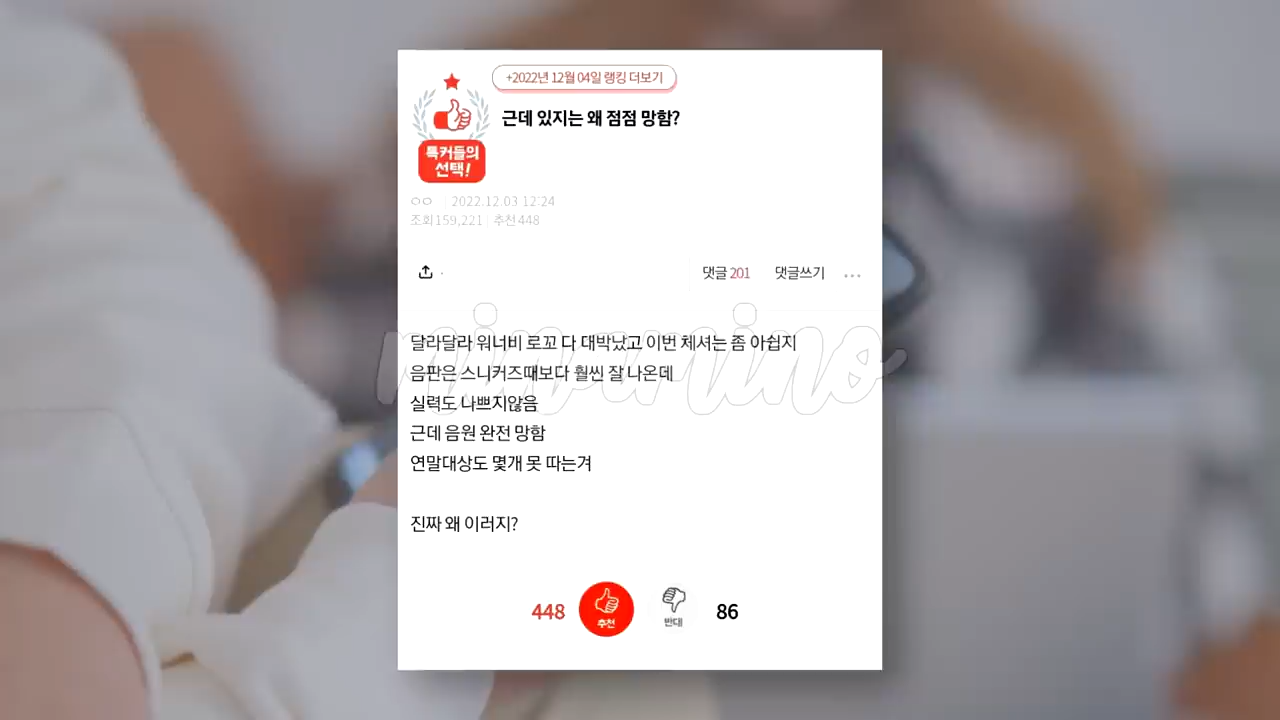 +2022년 12월 04일 랭킹 더보기
근데 있지는 왜 점점 망함?
톡커들의
선택!
ㅇㅇ | 2022.12.03 12:24
조회 159,221 | 추천 448
댓글 201 댓글쓰기 ...
minamino
달라달라 워너비 로꼬 다 대박났고 이번 체셔는 좀 아쉽지
음판은 스니커즈때보다 훨씬 잘 나온데
실력도 나쁘지않음
근데 음원 완전 망함
연말대상도 몇개 못 따는겨
진짜 왜 이러지?
448 추천 반대 86